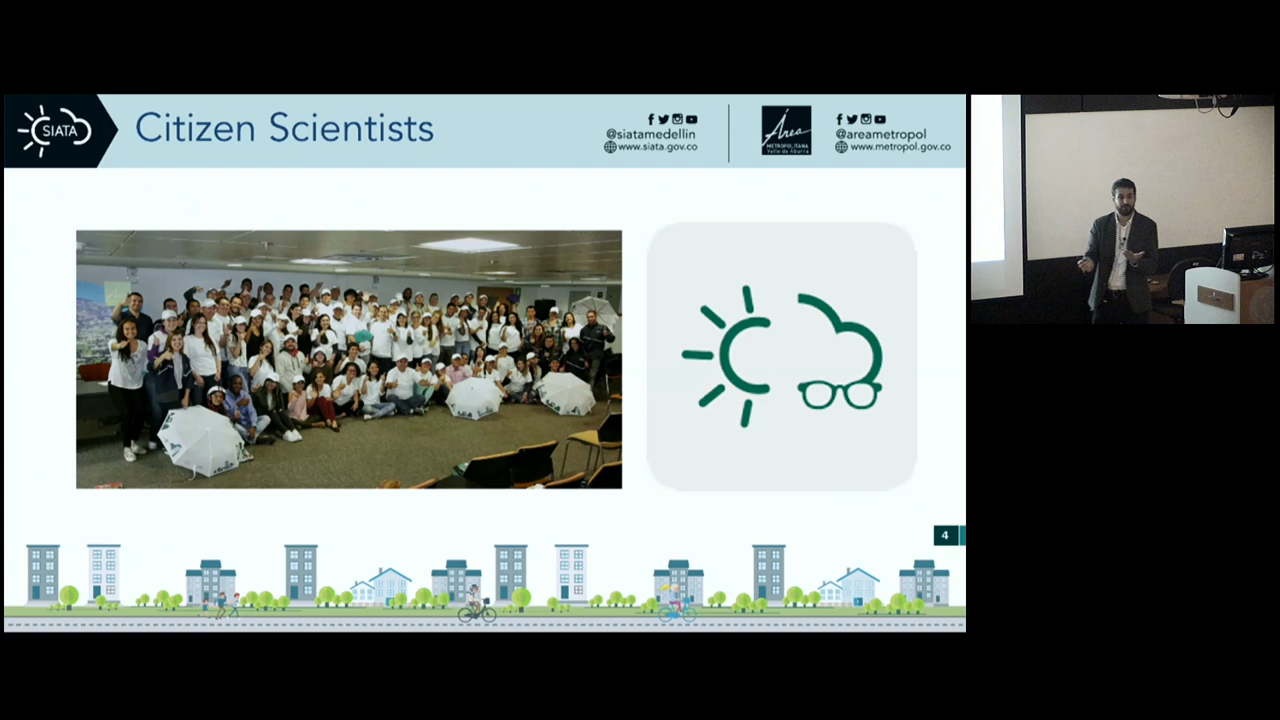 SIATA
Citizen Scientists
@siatamedellin
www.siata.gov.co
Área
METROPOLITANA
Valle de Aburrá
@areametropol
www.metropol.gov.co
4